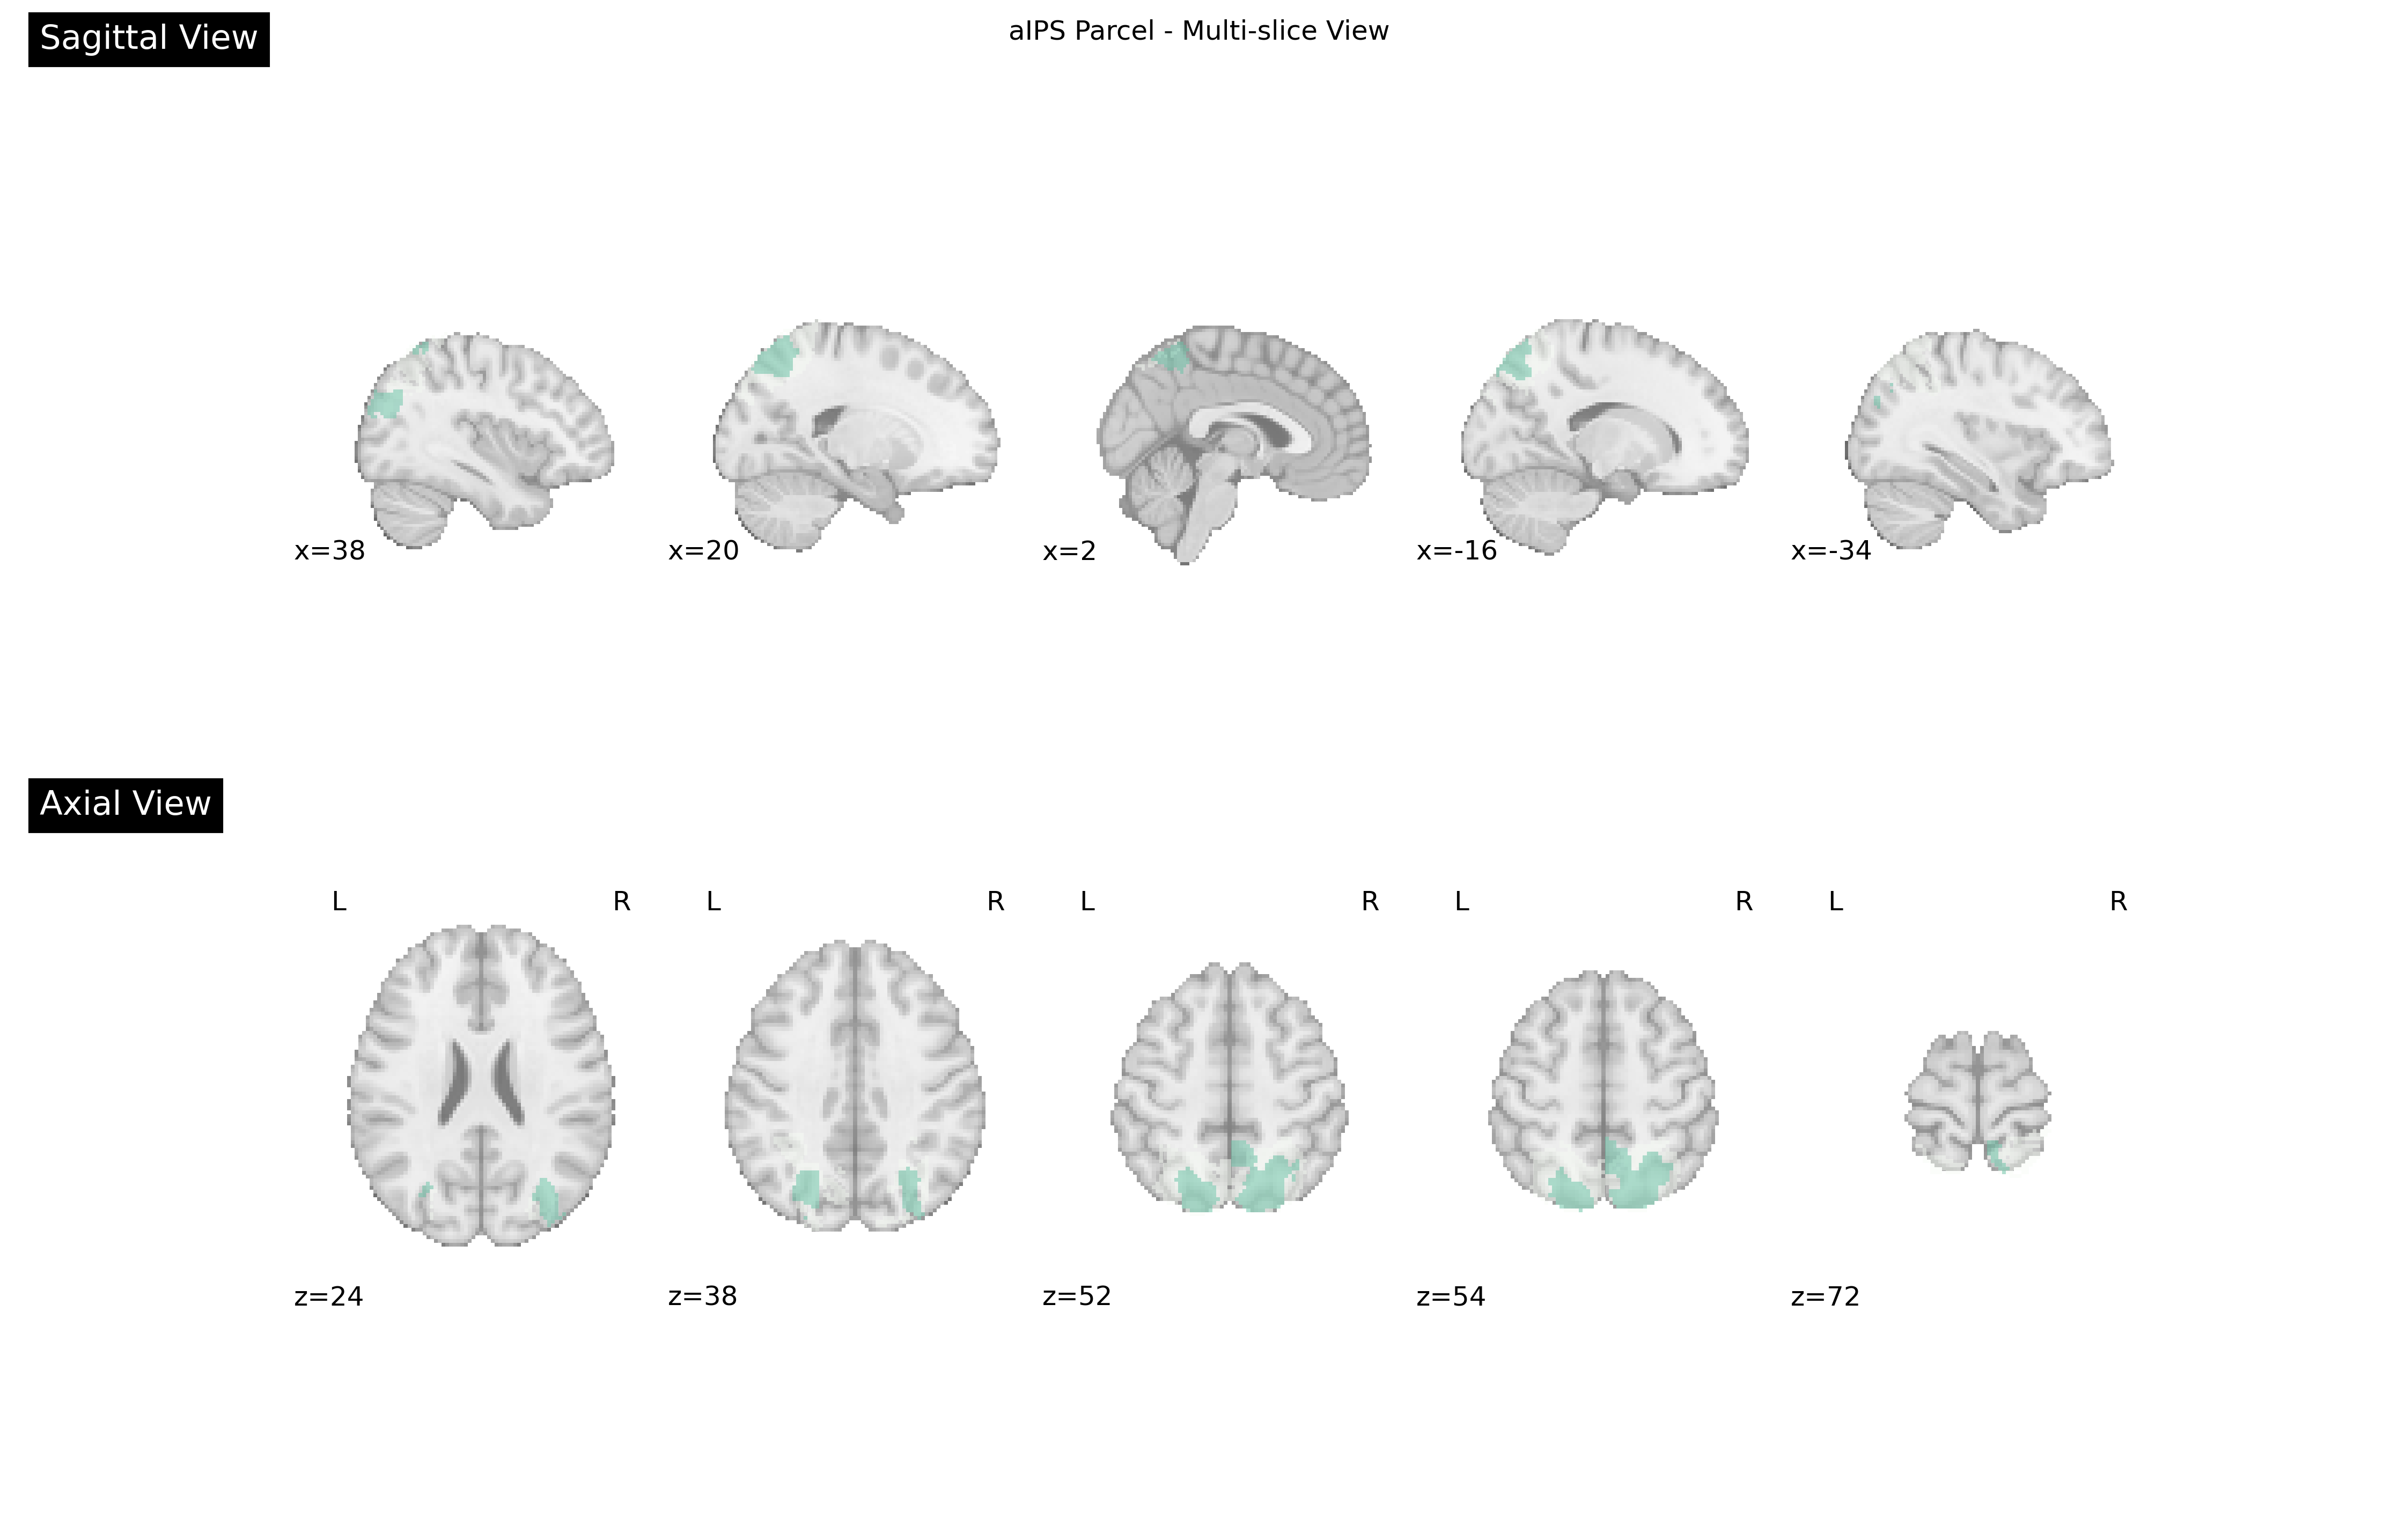 Sagittal View
aIPS Parcel - Multi-slice View
x=38
x=20
x=2
x=-16
x=-34
Axial View
L R L R L R L R L R
z=24
z=38
z=52
z=54
z=72